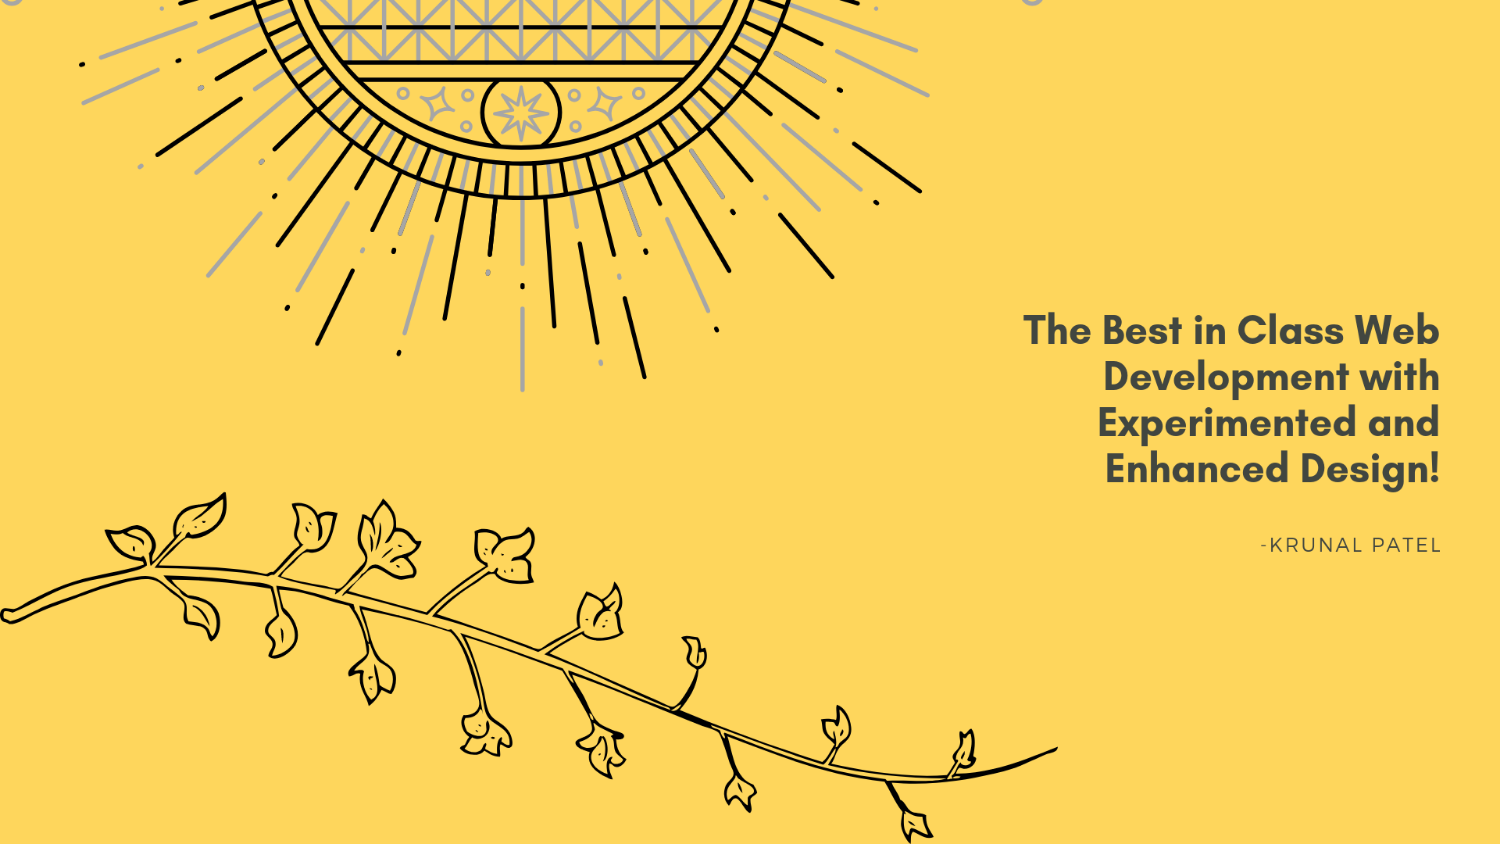 The Best in Class Web
Development with
Experimented and
Enhanced Design!
-KRUNAL PATEL